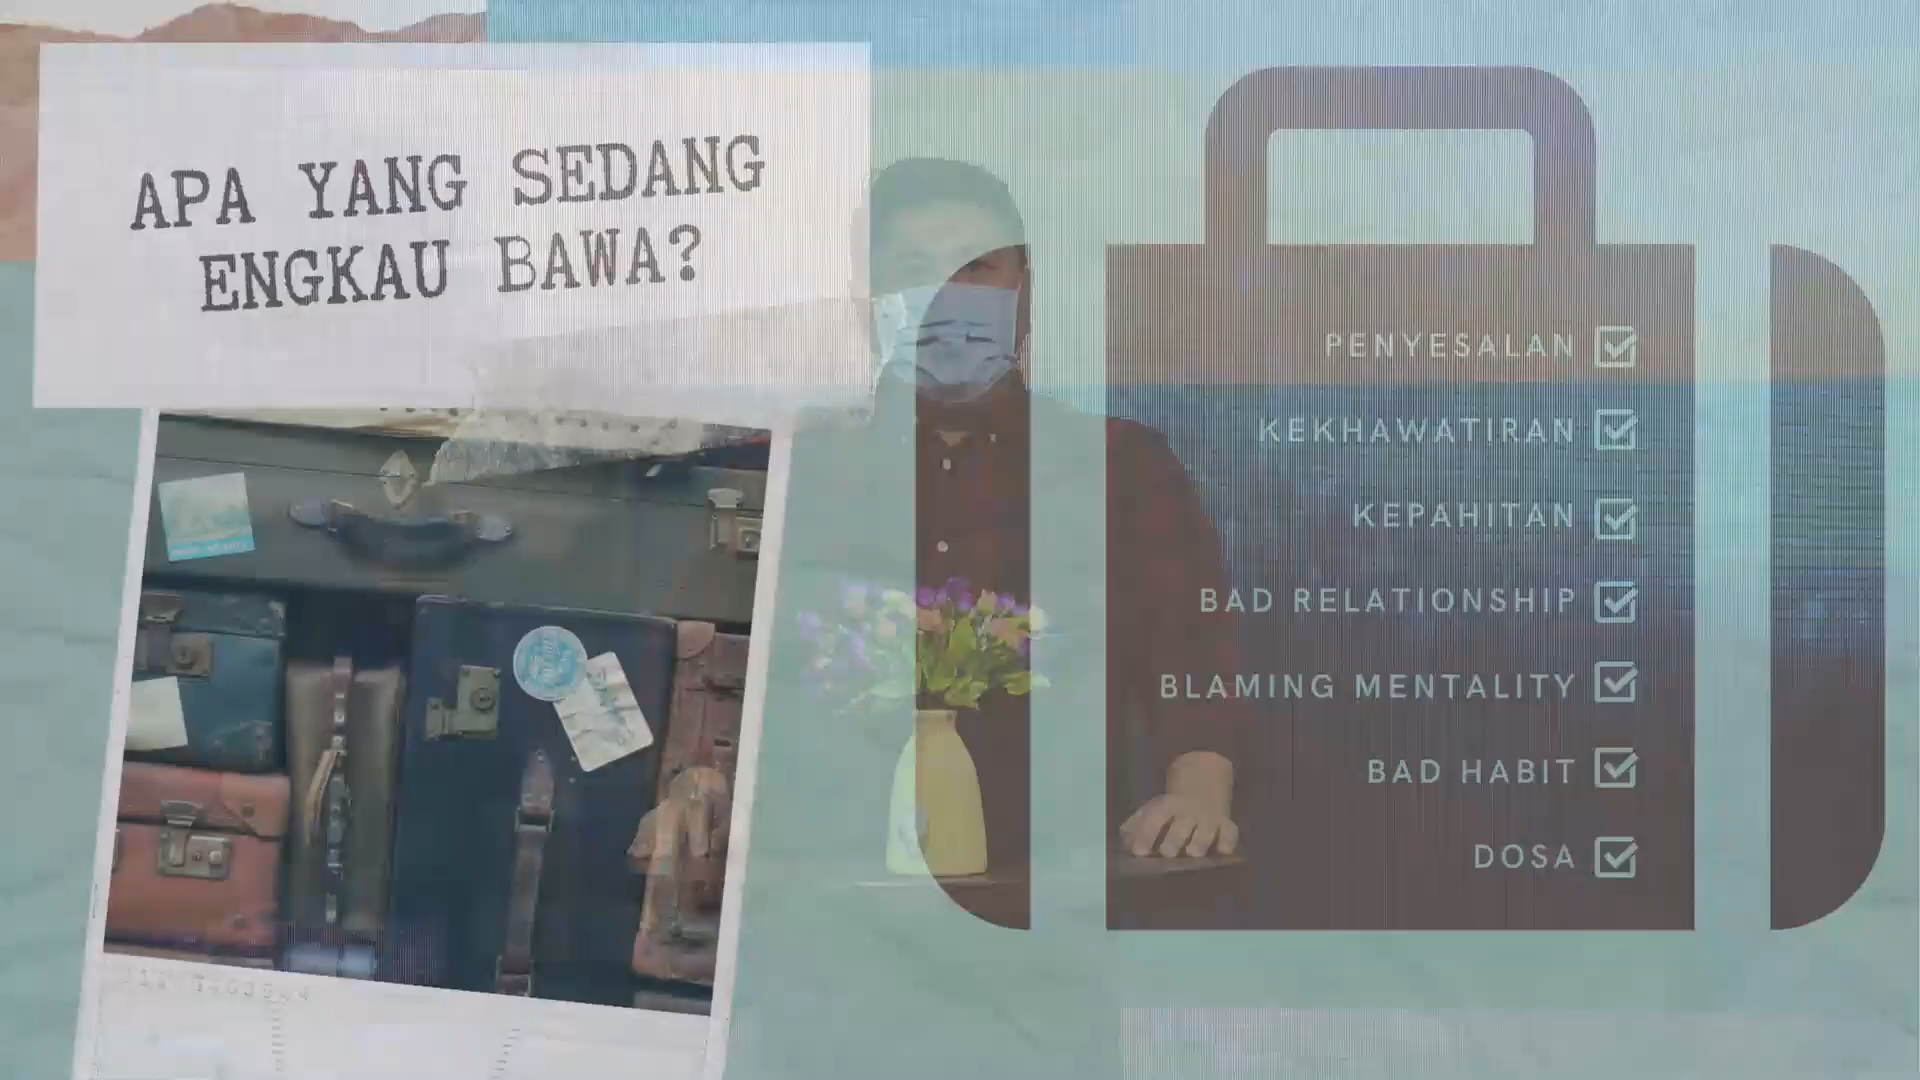 APA YANG SEDANG
ENGKAU BAWA?
PENYESALAN
KEKHAWATIRAN
KEPAHITAN
BAD RELATIONSHIP
BLAMING MENTALITY
BAD HABIT
DOSA